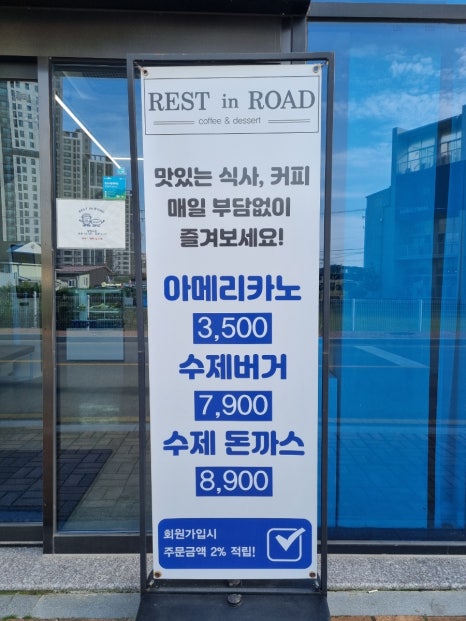 REST in ROAD
coffee & dessert
맛있는 식사, 커피
매일 부담없이
즐겨보세요!
아메리카노
3,500
수제버거
7,900
수제 돈까스
8,900
회원가입시
주문금액 2% 적립!